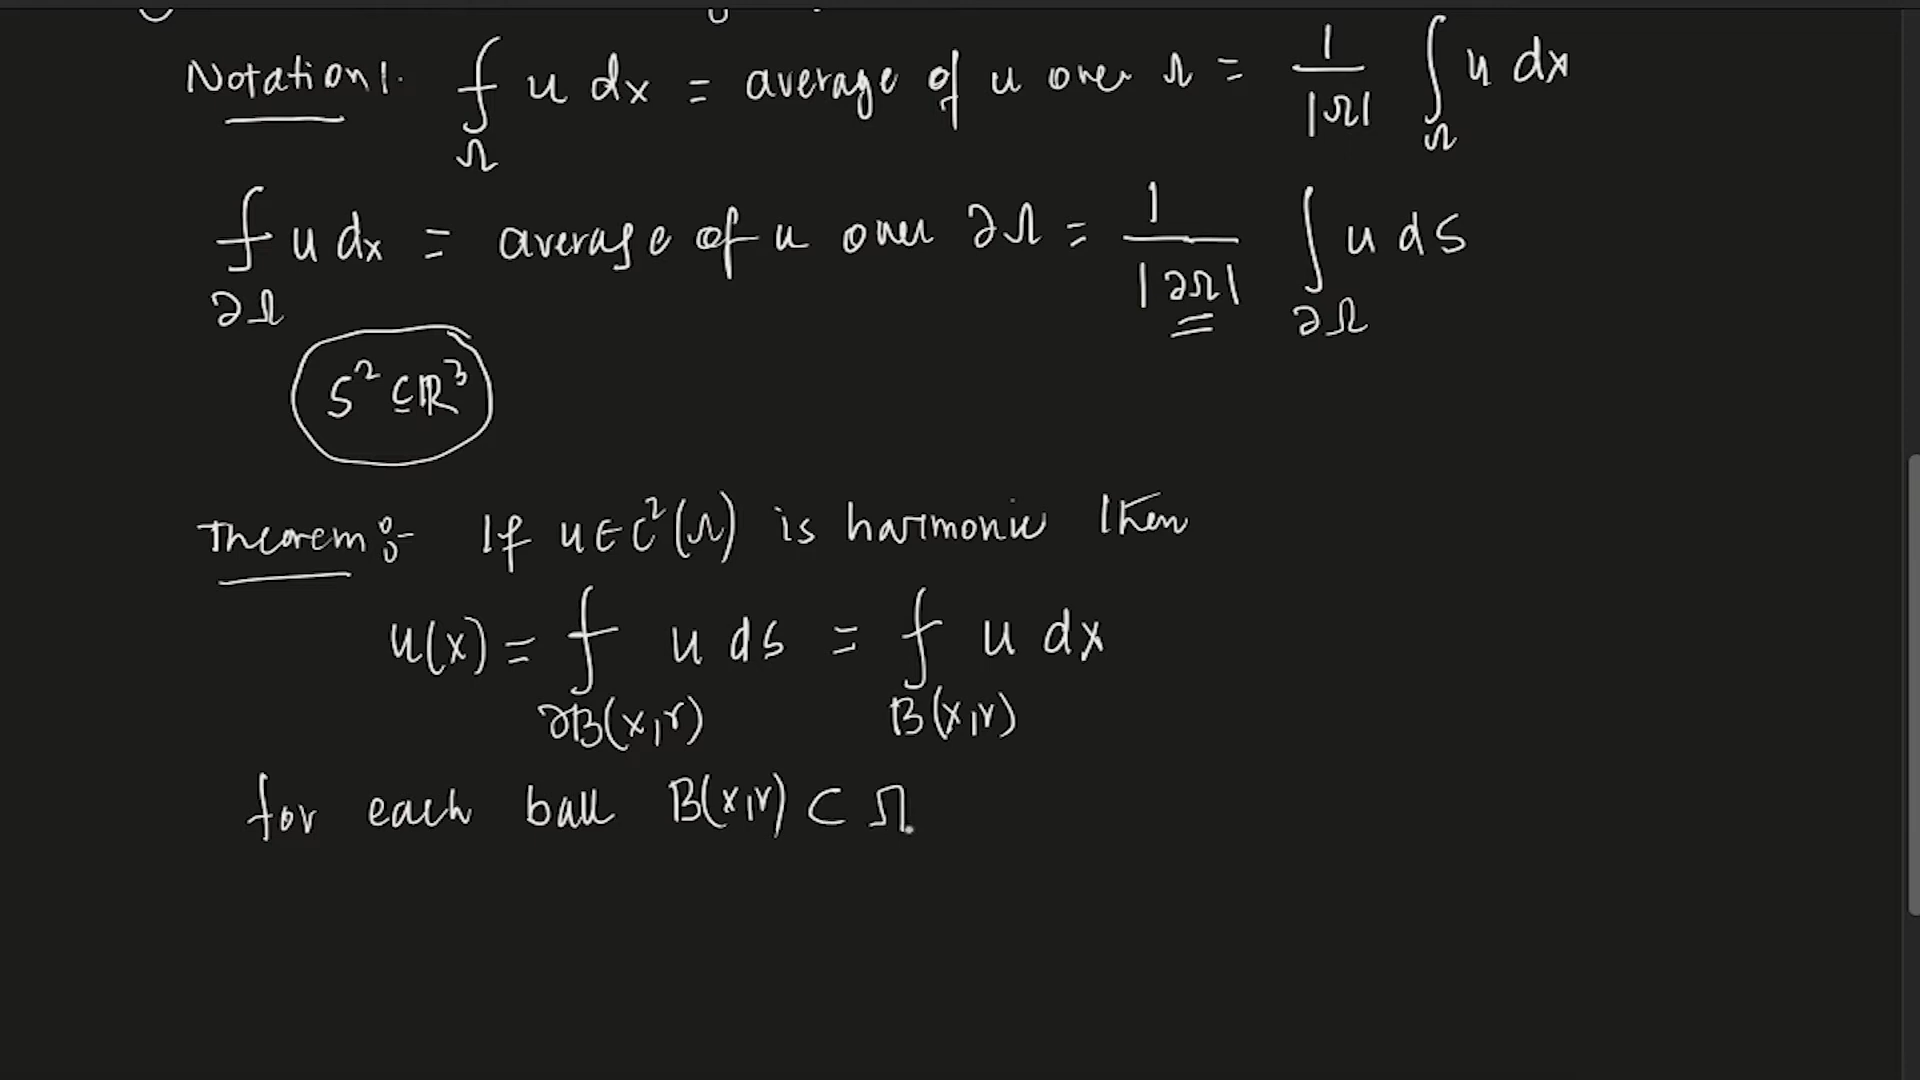 Notation 1. ⨍_Ω u dx = average of u over Ω = 1/|Ω| ∫_Ω u dx
⨍_∂Ω u dx = average of u over ∂Ω = 1/|∂Ω| ∫_∂Ω u ds
S² ⊆ ℝ³
Theorem :- If u ∈ C²(Ω) is harmonic then
u(x) = ⨍_∂B(x,r) u ds = ⨍_B(x,r) u dx
for each ball B(x,r) ⊂ Ω.